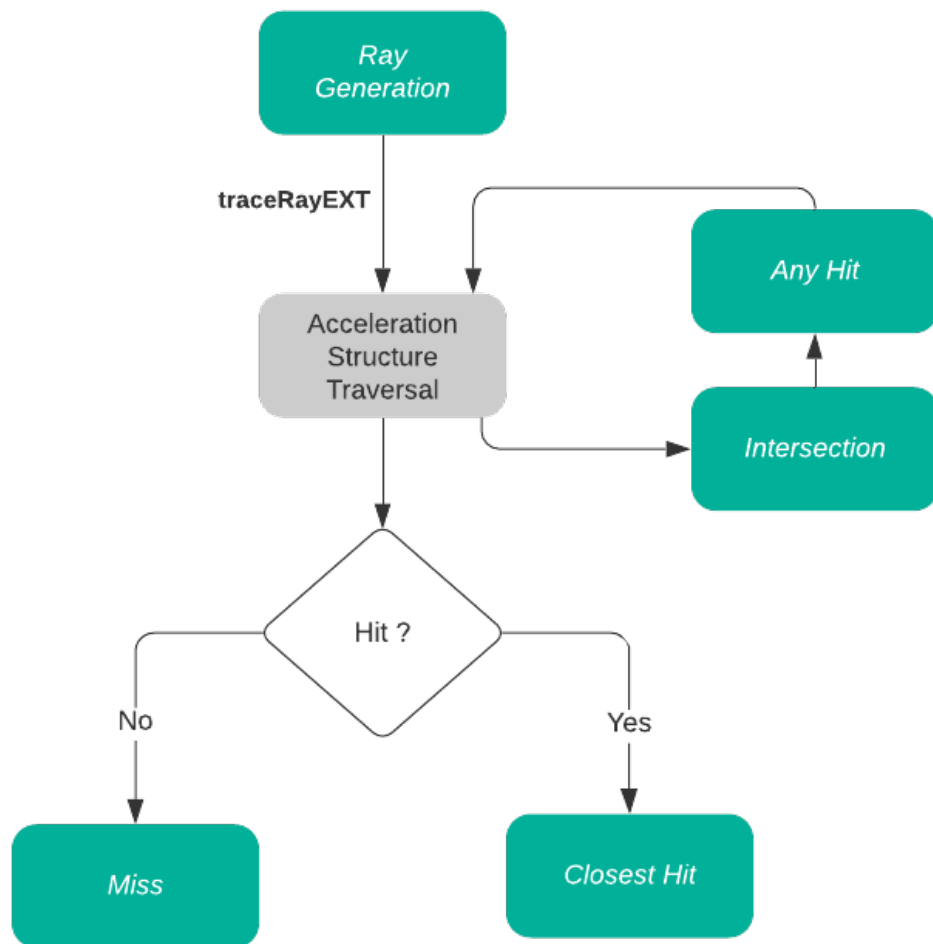 Ray
Generation
traceRayEXT
Any Hit
Acceleration
Structure
Traversal
Intersection
Hit ?
No
Yes
Miss
Closest Hit